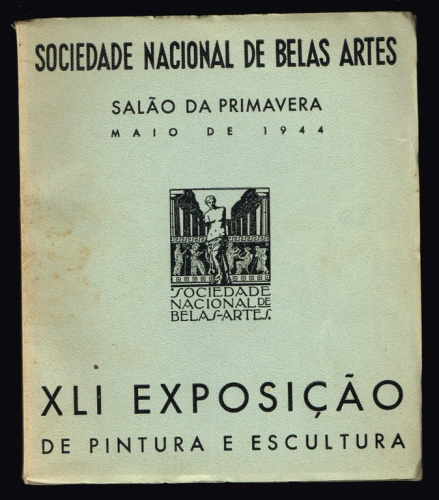 SOCIEDADE NACIONAL DE BELAS ARTES
SALÃO DA PRIMAVERA
MAIO DE 1944
SOCIEDADE
NACIONAL DE
BELAS-ARTES.
XLI EXPOSIÇÃO
DE PINTURA E ESCULTURA